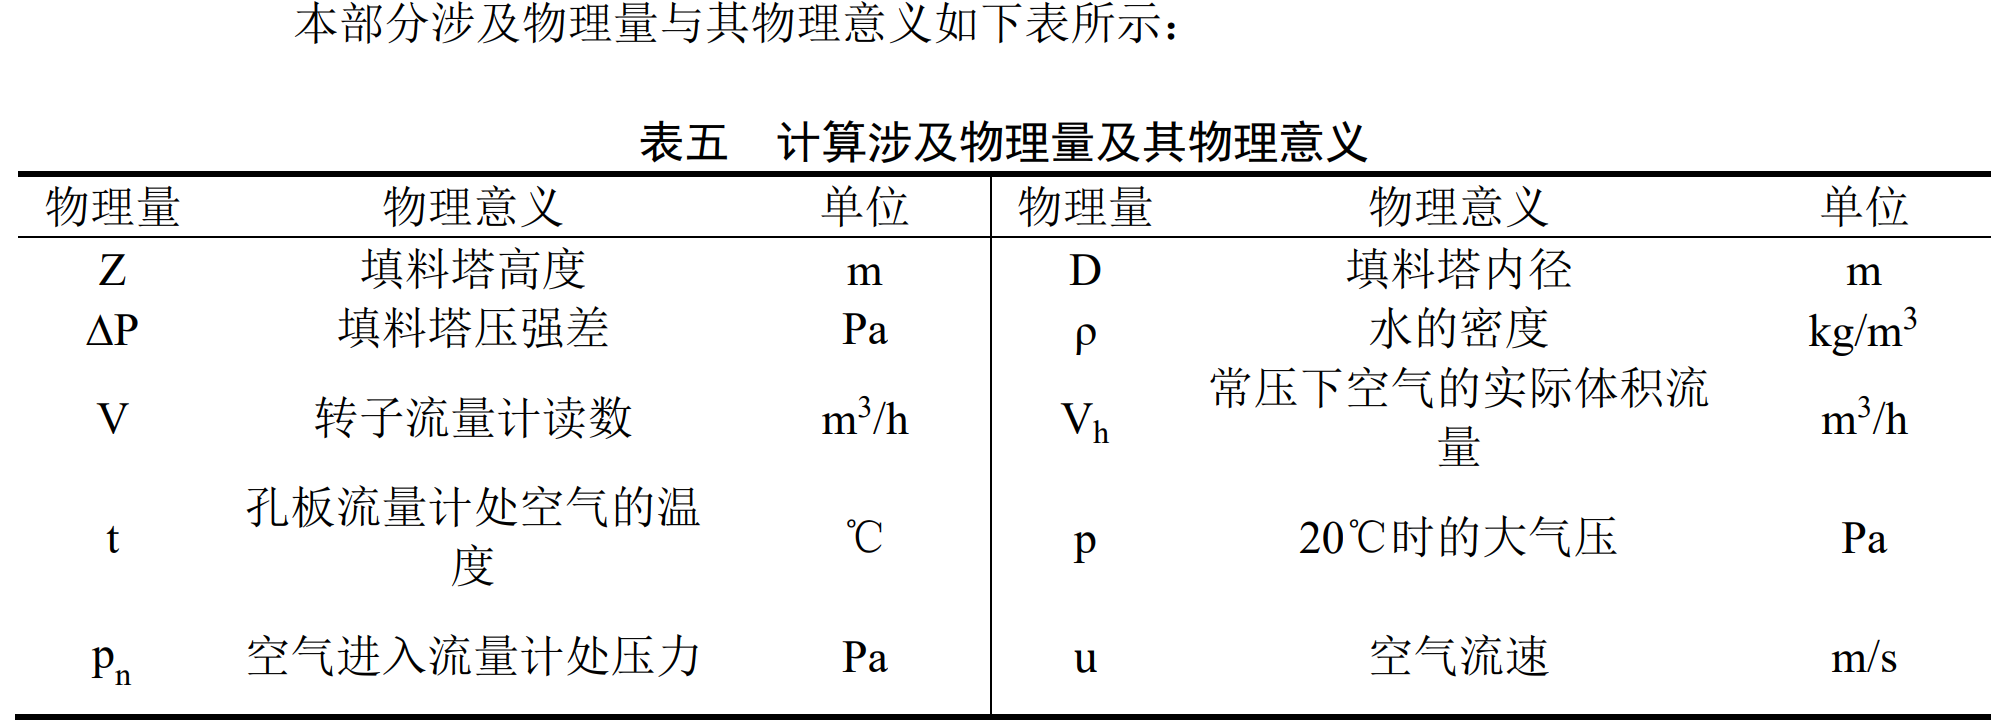 本部分涉及物理量与其物理意义如下表所示：
表五 计算涉及物理量及其物理意义
物理量 物理意义 单位 物理量 物理意义 单位
Z 填料塔高度 m D 填料塔内径 m
ΔP 填料塔压强差 Pa ρ 水的密度 kg/m³
V 转子流量计读数 m³/h V_h 常压下空气的实际体积流
量 m³/h
t 孔板流量计处空气的温
度 ℃ p 20℃时的大气压 Pa
p_n 空气进入流量计处压力 Pa u 空气流速 m/s